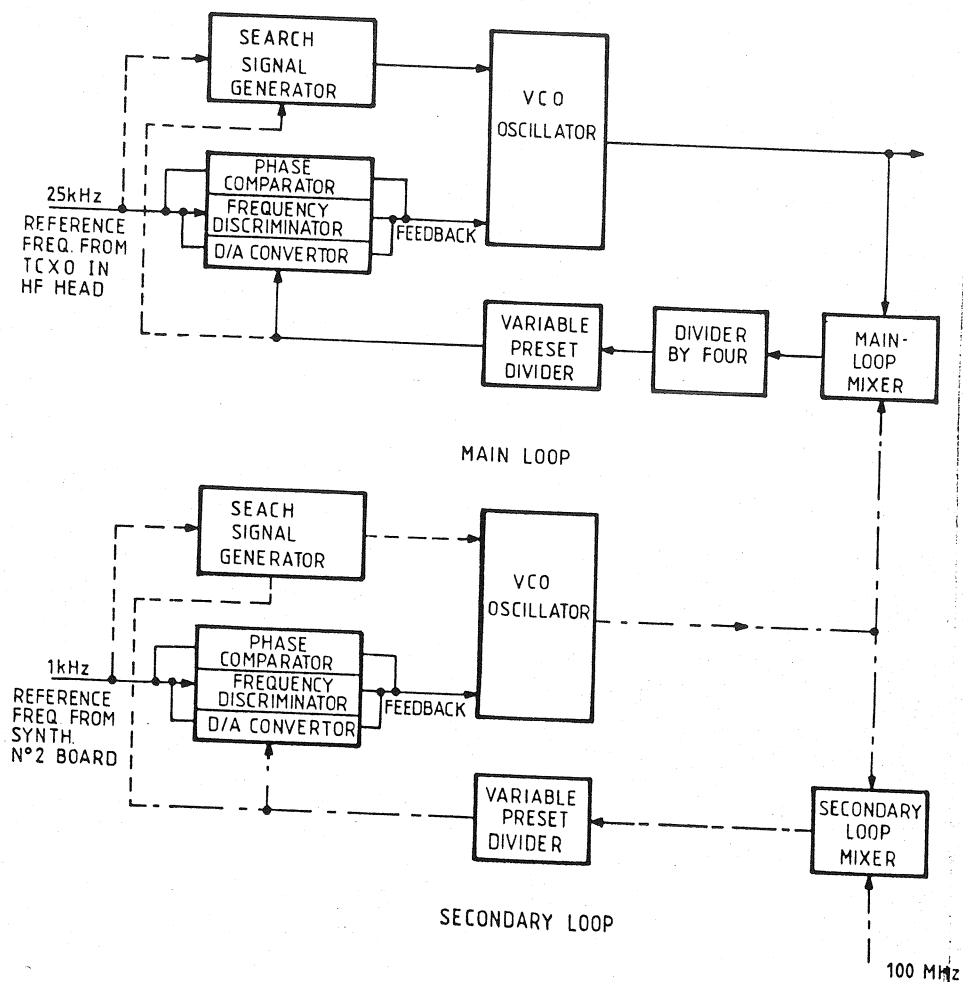 SEARCH
SIGNAL
GENERATOR
VCO
OSCILLATOR
PHASE
COMPARATOR
FREQUENCY
DISCRIMINATOR
D/A CONVERTOR
25kHz
REFERENCE
FREQ. FROM
TCXO IN
HF HEAD
FEEDBACK
VARIABLE
PRESET
DIVIDER
DIVIDER
BY FOUR
MAIN-
LOOP
MIXER
MAIN LOOP
SEACH
SIGNAL
GENERATOR
VCO
OSCILLATOR
PHASE
COMPARATOR
FREQUENCY
DISCRIMINATOR
D/A CONVERTOR
1kHz
REFERENCE
FREQ. FROM
SYNTH.
N°2 BOARD
FEEDBACK
VARIABLE
PRESET
DIVIDER
SECONDARY
LOOP
MIXER
SECONDARY LOOP
100 MHz